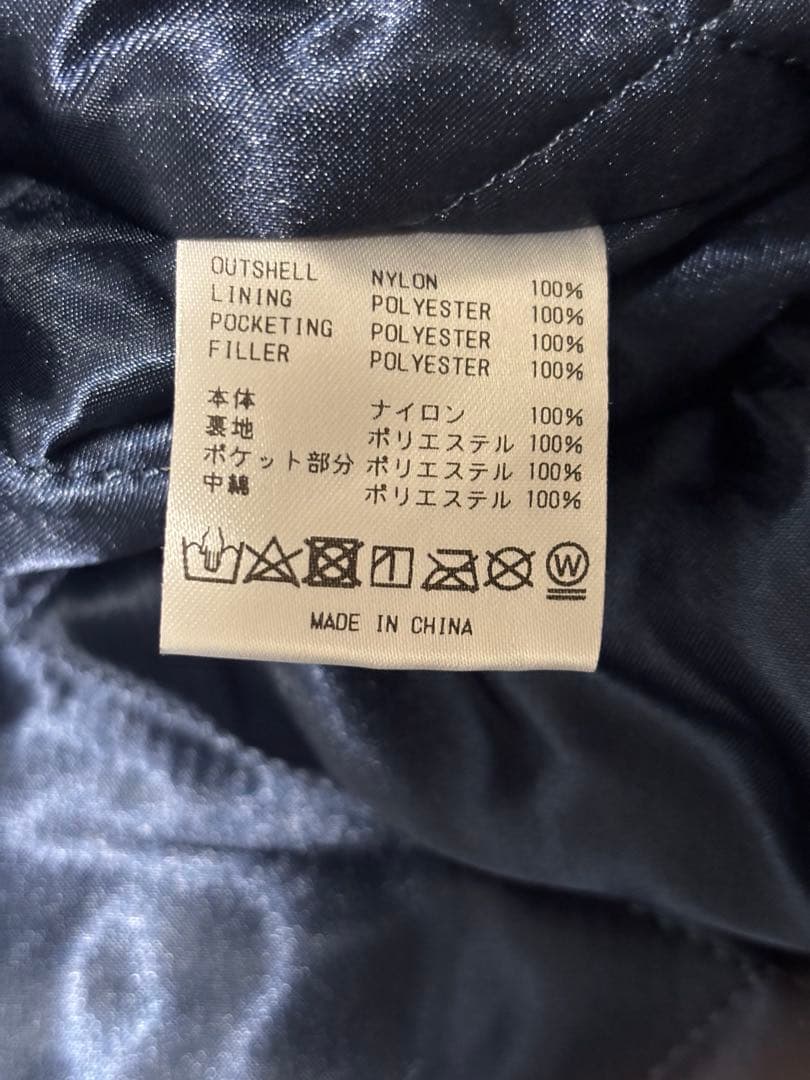 OUTSHELL NYLON 100%
LINING POLYESTER 100%
POCKETING POLYESTER 100%
FILLER POLYESTER 100%
本体 ナイロン 100%
裏地 ポリエステル 100%
ポケット部分 ポリエステル 100%
中綿 ポリエステル 100%
W
MADE IN CHINA